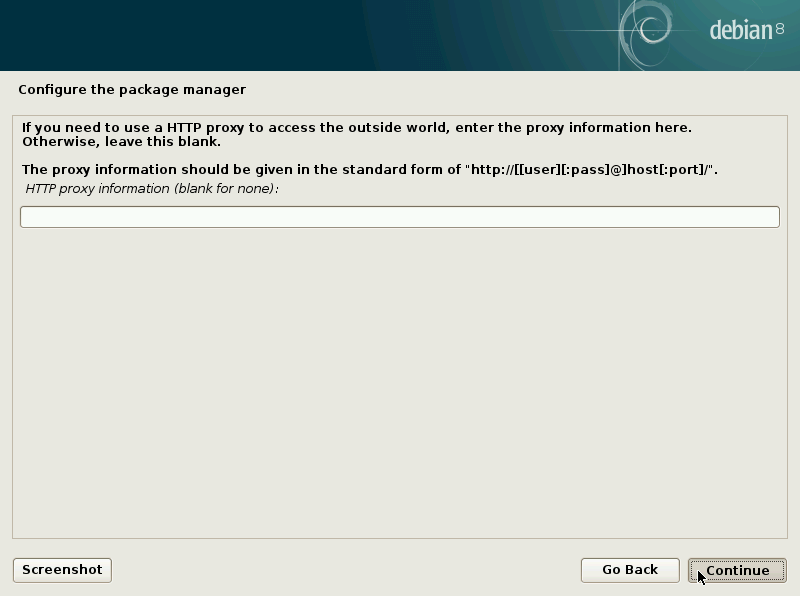 debian 8
Configure the package manager
If you need to use a HTTP proxy to access the outside world, enter the proxy information here.
Otherwise, leave this blank.
The proxy information should be given in the standard form of "http://[[user][:pass]@]host[:port]/".
HTTP proxy information (blank for none):
Screenshot
Go Back
Continue